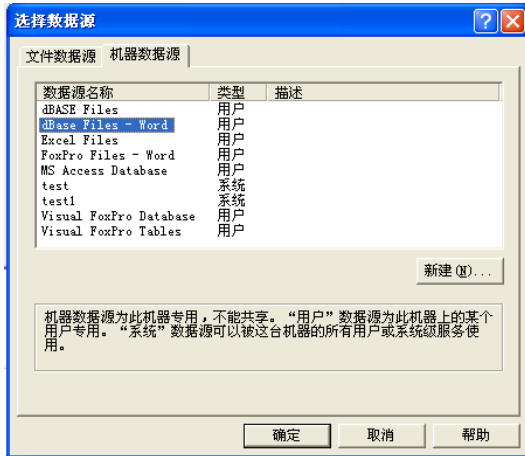 选择数据源
文件数据源 机器数据源
数据源名称 类型 描述
dBASE Files 用户
dBase Files - Word 用户
Excel Files 用户
FoxPro Files - Word 用户
MS Access Database 用户
test 系统
test1 系统
Visual FoxPro Database 用户
Visual FoxPro Tables 用户
新建(N)...
机器数据源为此机器专用，不能共享。“用户”数据源为此机器上的某个
用户专用。“系统”数据源可以被这台机器的所有用户或系统级服务使
用。
确定 取消 帮助